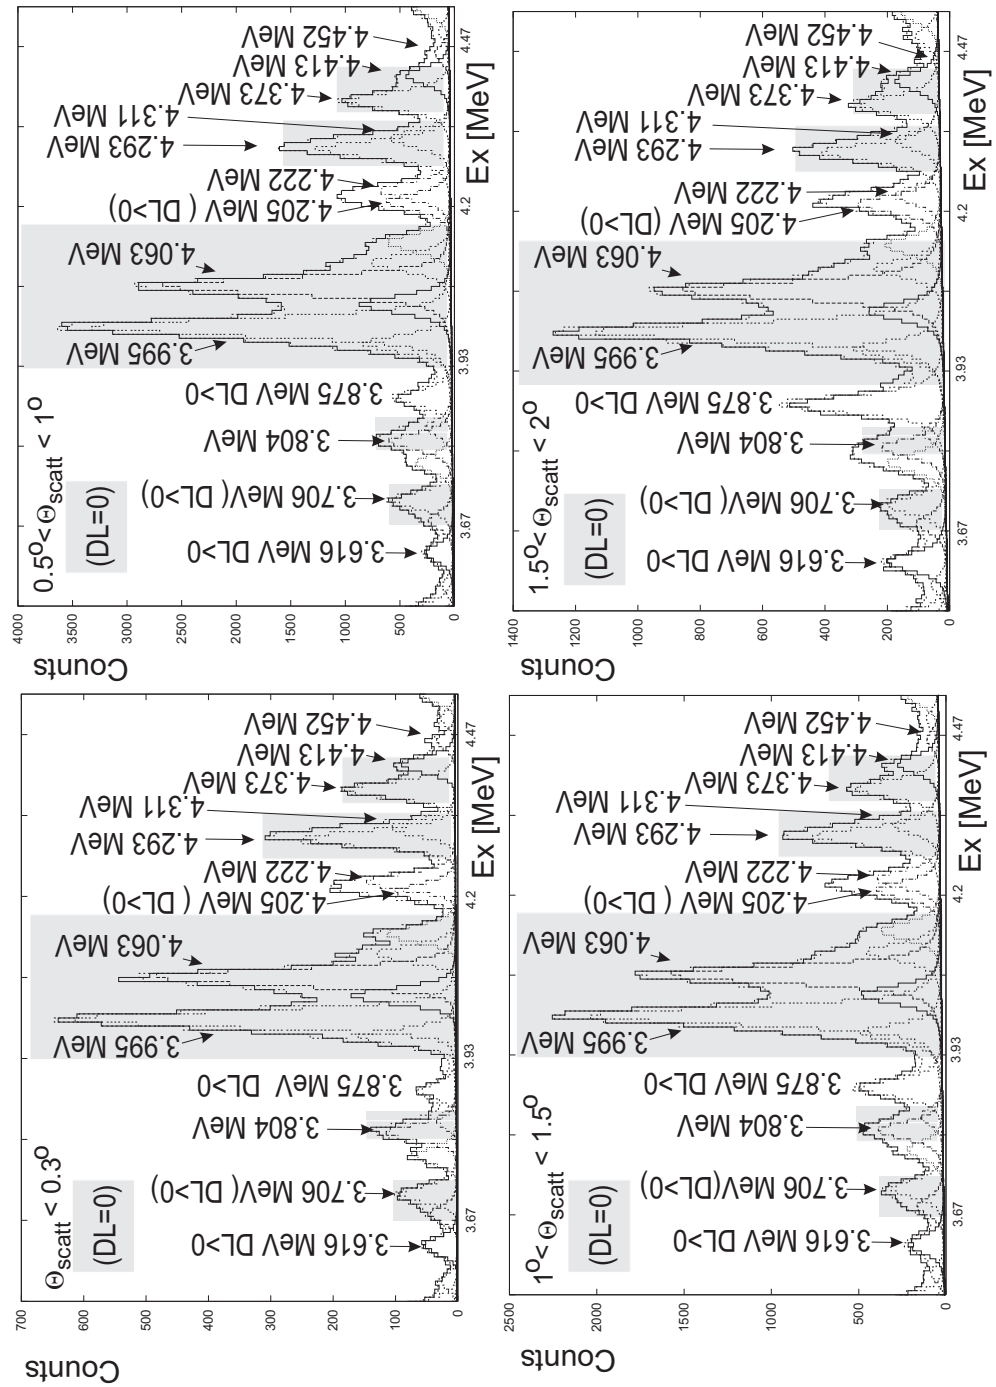 Counts
700
600
500
400
300
200
100
0
Θscatt < 0.3⁰
(DL=0)
3.616 MeV DL>0
3.706 MeV (DL>0)
3.804 MeV
3.875 MeV DL>0
3.995 MeV
4.063 MeV
4.205 MeV ( DL>0)
4.222 MeV
4.293 MeV
4.311 MeV
4.373 MeV
4.413 MeV
4.452 MeV
3.67
3.93
4.2
4.47
Ex [MeV]
Counts
4000
3500
3000
2500
2000
1500
1000
500
0
0.5⁰< Θscatt < 1⁰
(DL=0)
3.616 MeV DL>0
3.706 MeV (DL>0)
3.804 MeV
3.875 MeV DL>0
3.995 MeV
4.063 MeV
4.205 MeV ( DL>0)
4.222 MeV
4.293 MeV
4.311 MeV
4.373 MeV
4.413 MeV
4.452 MeV
3.67
3.93
4.2
4.47
Ex [MeV]
2500
2000
1500
1000
500
0
Counts
1⁰< Θscatt < 1.5⁰
(DL=0)
3.616 MeV DL>0
3.706 MeV(DL>0)
3.804 MeV
3.875 MeV DL>0
3.995 MeV
4.063 MeV
4.205 MeV ( DL>0)
4.222 MeV
4.293 MeV
4.311 MeV
4.373 MeV
4.413 MeV
4.452 MeV
3.67
3.93
4.2
4.47
Ex [MeV]
1400
1200
1000
800
600
400
200
0
Counts
1.5⁰< Θscatt < 2⁰
(DL=0)
3.616 MeV DL>0
3.706 MeV (DL>0)
3.804 MeV
3.875 MeV DL>0
3.995 MeV
4.063 MeV
4.205 MeV (DL>0)
4.222 MeV
4.293 MeV
4.311 MeV
4.373 MeV
4.413 MeV
4.452 MeV
3.67
3.93
4.2
4.47
Ex [MeV]